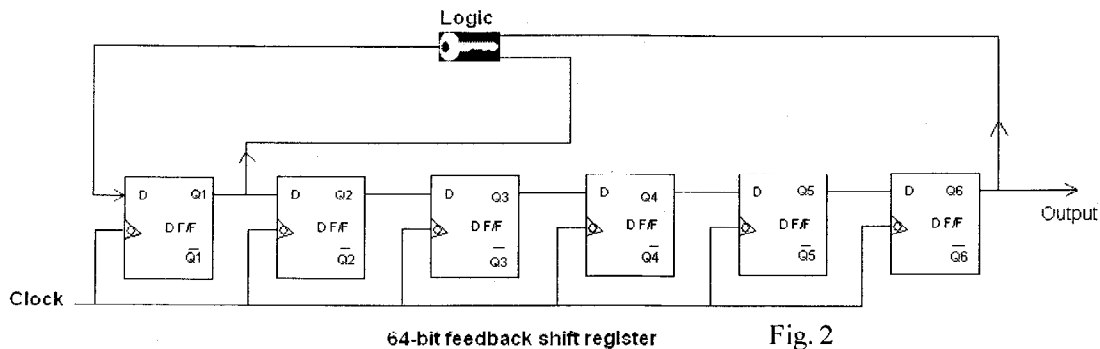 Logic
D Q1 D Q2 D Q3 D Q4 D Q5 D Q6
D F/F D F/F D F/F D F/F D F/F D F/F
Q̅1 Q̅2 Q̅3 Q̅4 Q̅5 Q̅6
Output
Clock
64-bit feedback shift register Fig. 2